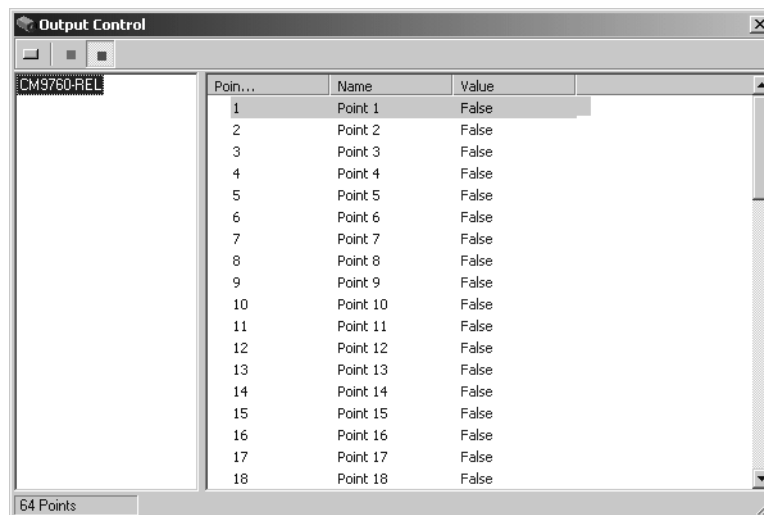 Output Control
CM9760-REL
Poin... Name Value
1 Point 1 False
2 Point 2 False
3 Point 3 False
4 Point 4 False
5 Point 5 False
6 Point 6 False
7 Point 7 False
8 Point 8 False
9 Point 9 False
10 Point 10 False
11 Point 11 False
12 Point 12 False
13 Point 13 False
14 Point 14 False
15 Point 15 False
16 Point 16 False
17 Point 17 False
18 Point 18 False
64 Points